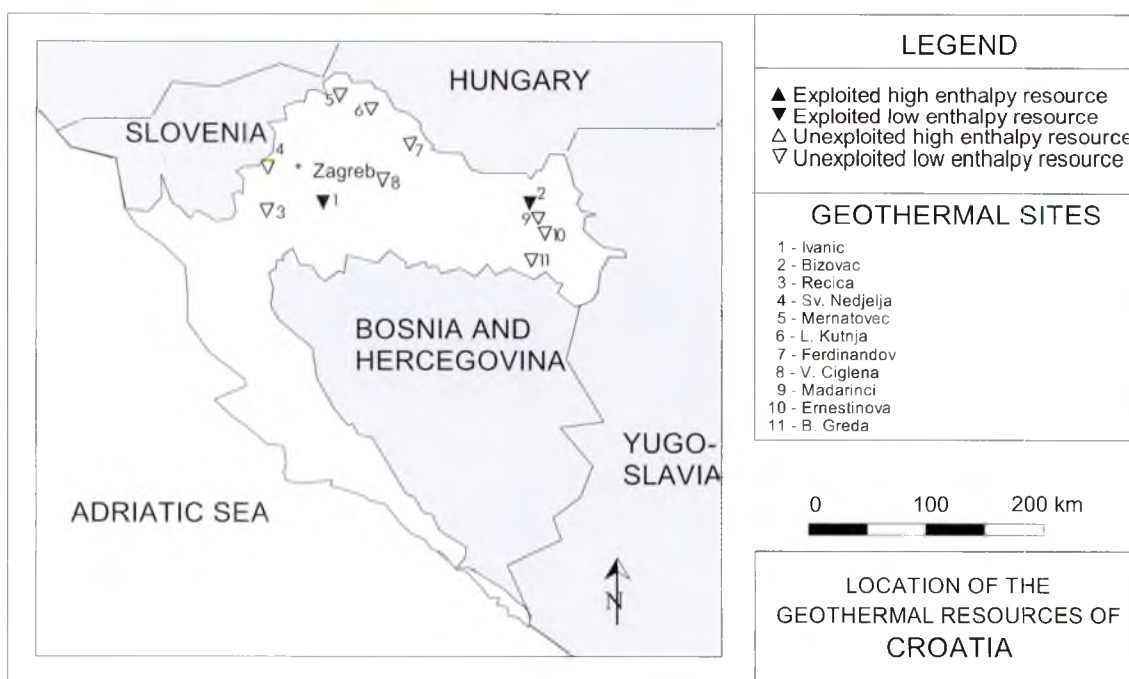 HUNGARY
5
6
SLOVENIA
4
7
* Zagreb
8
3
1
2
9
10
11
BOSNIA AND
HERCEGOVINA
YUGO-
SLAVIA
ADRIATIC SEA
N
LEGEND
▲ Exploited high enthalpy resource
▼ Exploited low enthalpy resource
△ Unexploited high enthalpy resource
▽ Unexploited low enthalpy resource
GEOTHERMAL SITES
1 - Ivanic
2 - Bizovac
3 - Recica
4 - Sv. Nedjelja
5 - Mernatovec
6 - L. Kutnja
7 - Ferdinandov
8 - V. Ciglena
9 - Madarinci
10 - Ernestinova
11 - B. Greda
0 100 200 km
LOCATION OF THE
GEOTHERMAL RESOURCES OF
CROATIA